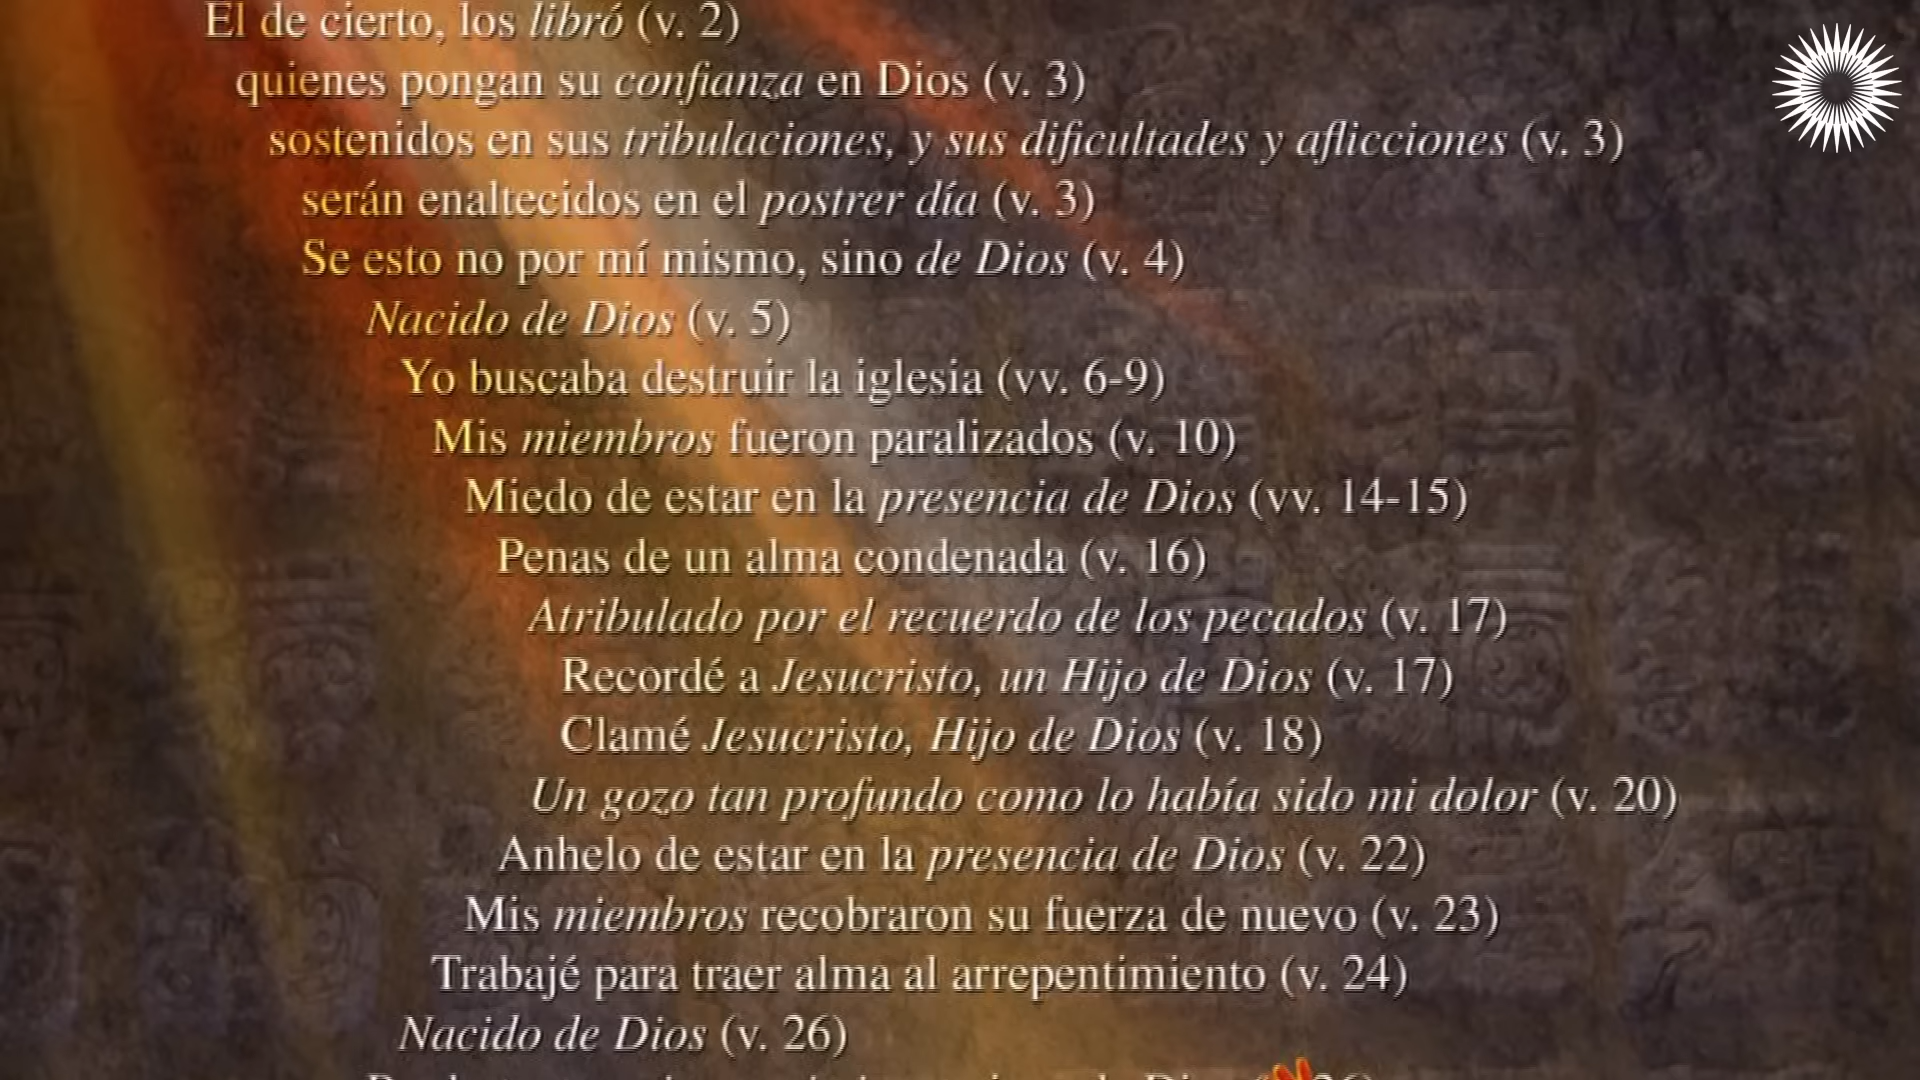 Él de cierto, los libró (v. 2)
quienes pongan su confianza en Dios (v. 3)
sostenidos en sus tribulaciones, y sus dificultades y aflicciones (v. 3)
serán enaltecidos en el postrer día (v. 3)
Se esto no por mí mismo, sino de Dios (v. 4)
Nacido de Dios (v. 5)
Yo buscaba destruir la iglesia (vv. 6-9)
Mis miembros fueron paralizados (v. 10)
Miedo de estar en la presencia de Dios (vv. 14-15)
Penas de un alma condenada (v. 16)
Atribulado por el recuerdo de los pecados (v. 17)
Recordé a Jesucristo, un Hijo de Dios (v. 17)
Clamé Jesucristo, Hijo de Dios (v. 18)
Un gozo tan profundo como lo había sido mi dolor (v. 20)
Anhelo de estar en la presencia de Dios (v. 22)
Mis miembros recobraron su fuerza de nuevo (v. 23)
Trabajé para traer alma al arrepentimiento (v. 24)
Nacido de Dios (v. 26)